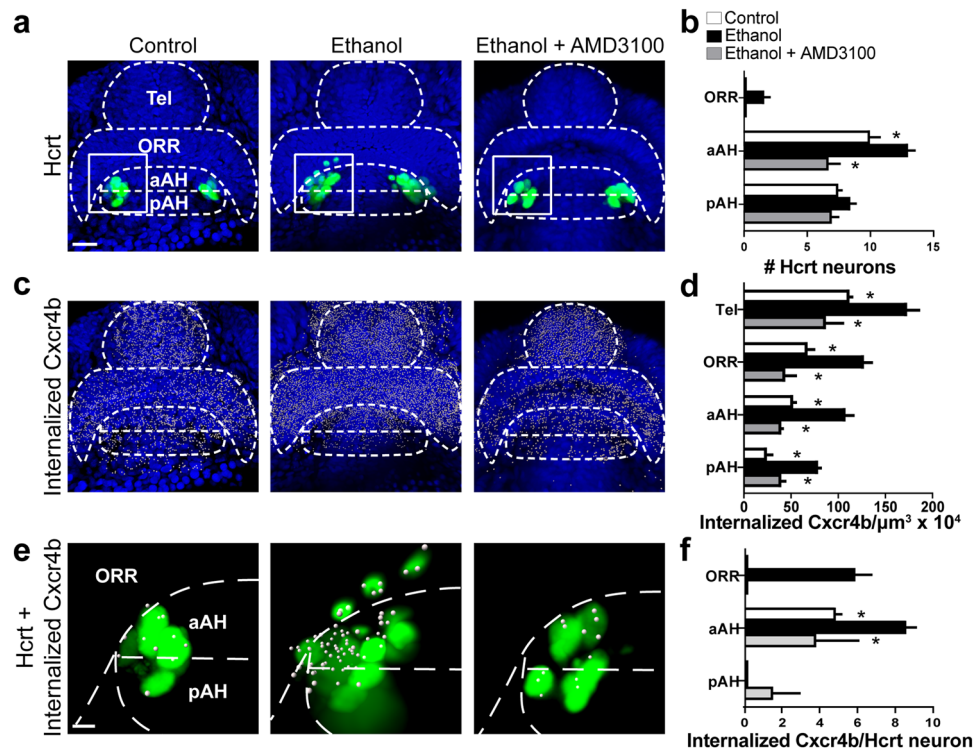 a
Control
Ethanol
Ethanol + AMD3100
Hcrt
Tel
ORR
aAH
pAH
b
Control
Ethanol
Ethanol + AMD3100
ORR
aAH
pAH
*
*
0 5 10 15
# Hcrt neurons
c
Internalized Cxcr4b
d
Tel
ORR
aAH
pAH
*
*
*
*
*
*
*
*
0 50 100 150 200
Internalized Cxcr4b/µm³ x 10⁴
e
Hcrt +
Internalized Cxcr4b
ORR
aAH
pAH
f
ORR
aAH
pAH
*
*
0 2 4 6 8 10
Internalized Cxcr4b/Hcrt neuron